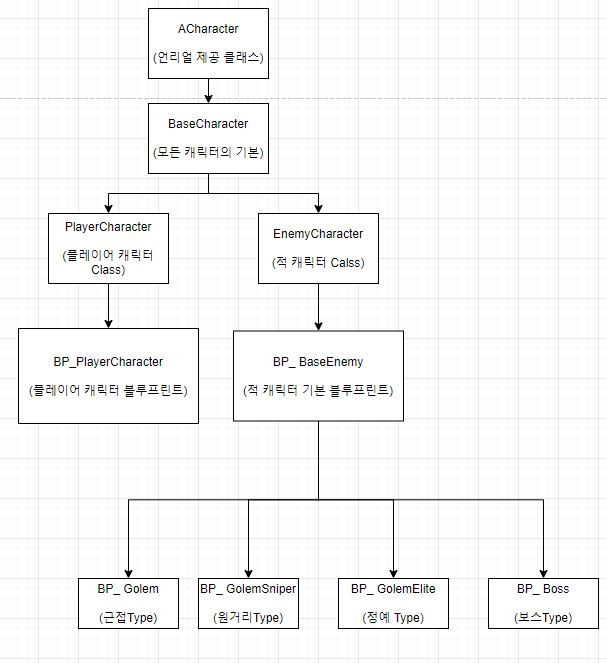 ACharacter
(언리얼 제공 클래스)
BaseCharacter
(모든 캐릭터의 기본)
PlayerCharacter
(플레이어 캐릭터
Class)
EnemyCharacter
(적 캐릭터 Calss)
BP_PlayerCharacter
(플레이어 캐릭터 블루프린트)
BP_ BaseEnemy
(적 캐릭터 기본 블루프린트)
BP_ Golem
(근접Type)
BP_ GolemSniper
(원거리Type)
BP_ GolemElite
(정예 Type)
BP_ Boss
(보스Type)